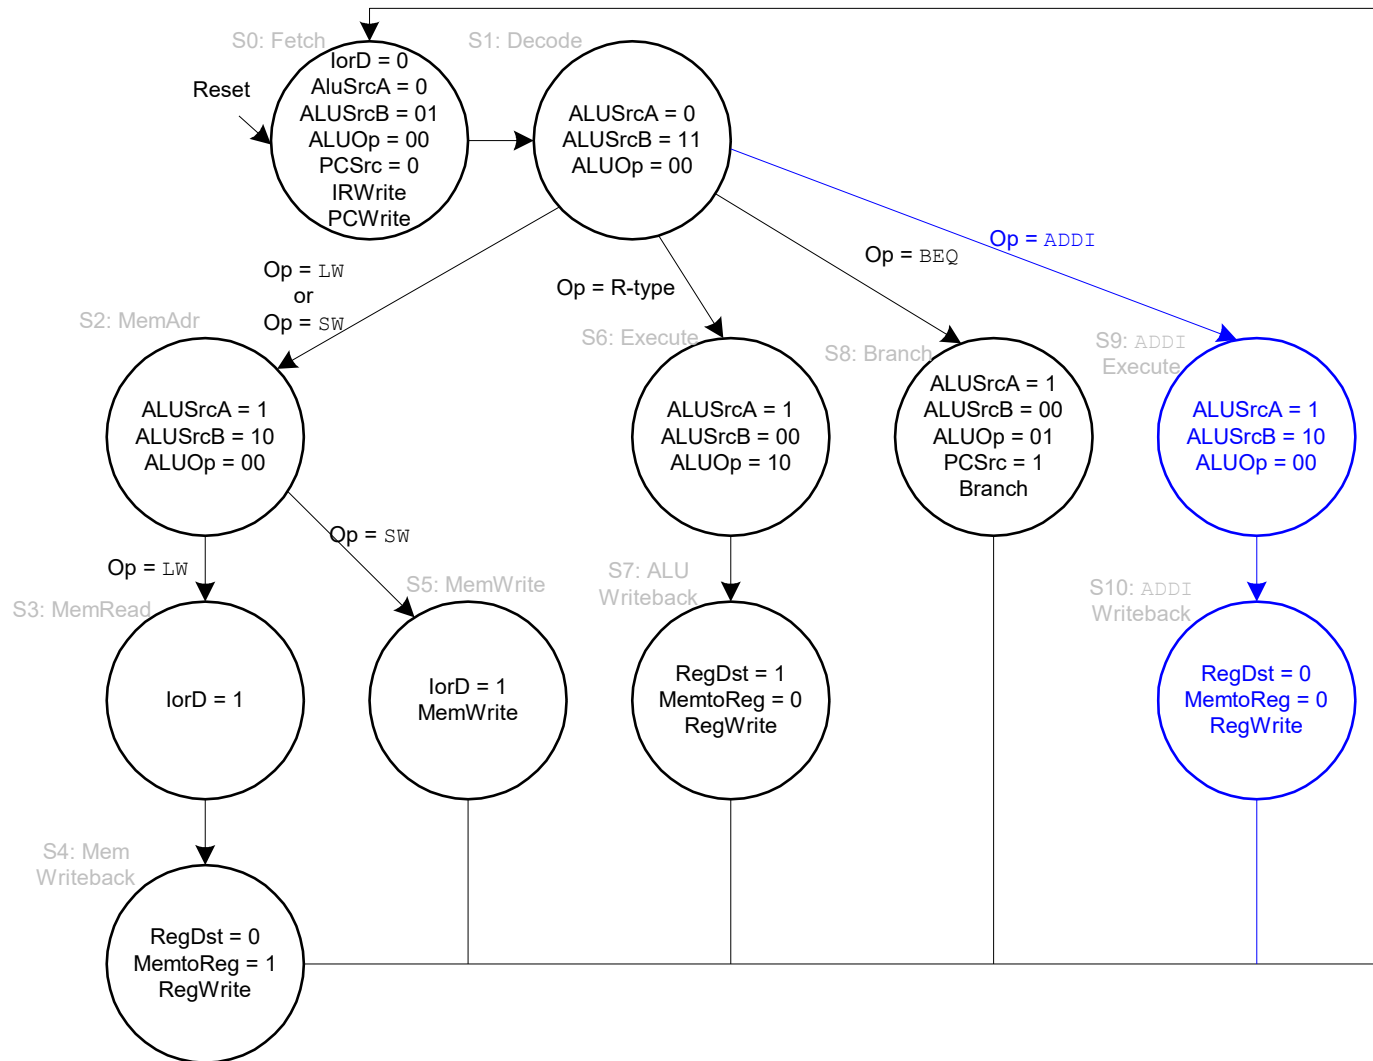 S0: Fetch
S1: Decode
Reset
IorD = 0
AluSrcA = 0
ALUSrcB = 01
ALUOp = 00
PCSrc = 0
IRWrite
PCWrite
ALUSrcA = 0
ALUSrcB = 11
ALUOp = 00
Op = LW
or
Op = SW
Op = R-type
Op = BEQ
Op = ADDI
S2: MemAdr
ALUSrcA = 1
ALUSrcB = 10
ALUOp = 00
S6: Execute
ALUSrcA = 1
ALUSrcB = 00
ALUOp = 10
S8: Branch
ALUSrcA = 1
ALUSrcB = 00
ALUOp = 01
PCSrc = 1
Branch
S9: ADDI
Execute
ALUSrcA = 1
ALUSrcB = 10
ALUOp = 00
Op = LW
Op = SW
S3: MemRead
IorD = 1
S5: MemWrite
IorD = 1
MemWrite
S7: ALU
Writeback
RegDst = 1
MemtoReg = 0
RegWrite
S10: ADDI
Writeback
RegDst = 0
MemtoReg = 0
RegWrite
S4: Mem
Writeback
RegDst = 0
MemtoReg = 1
RegWrite